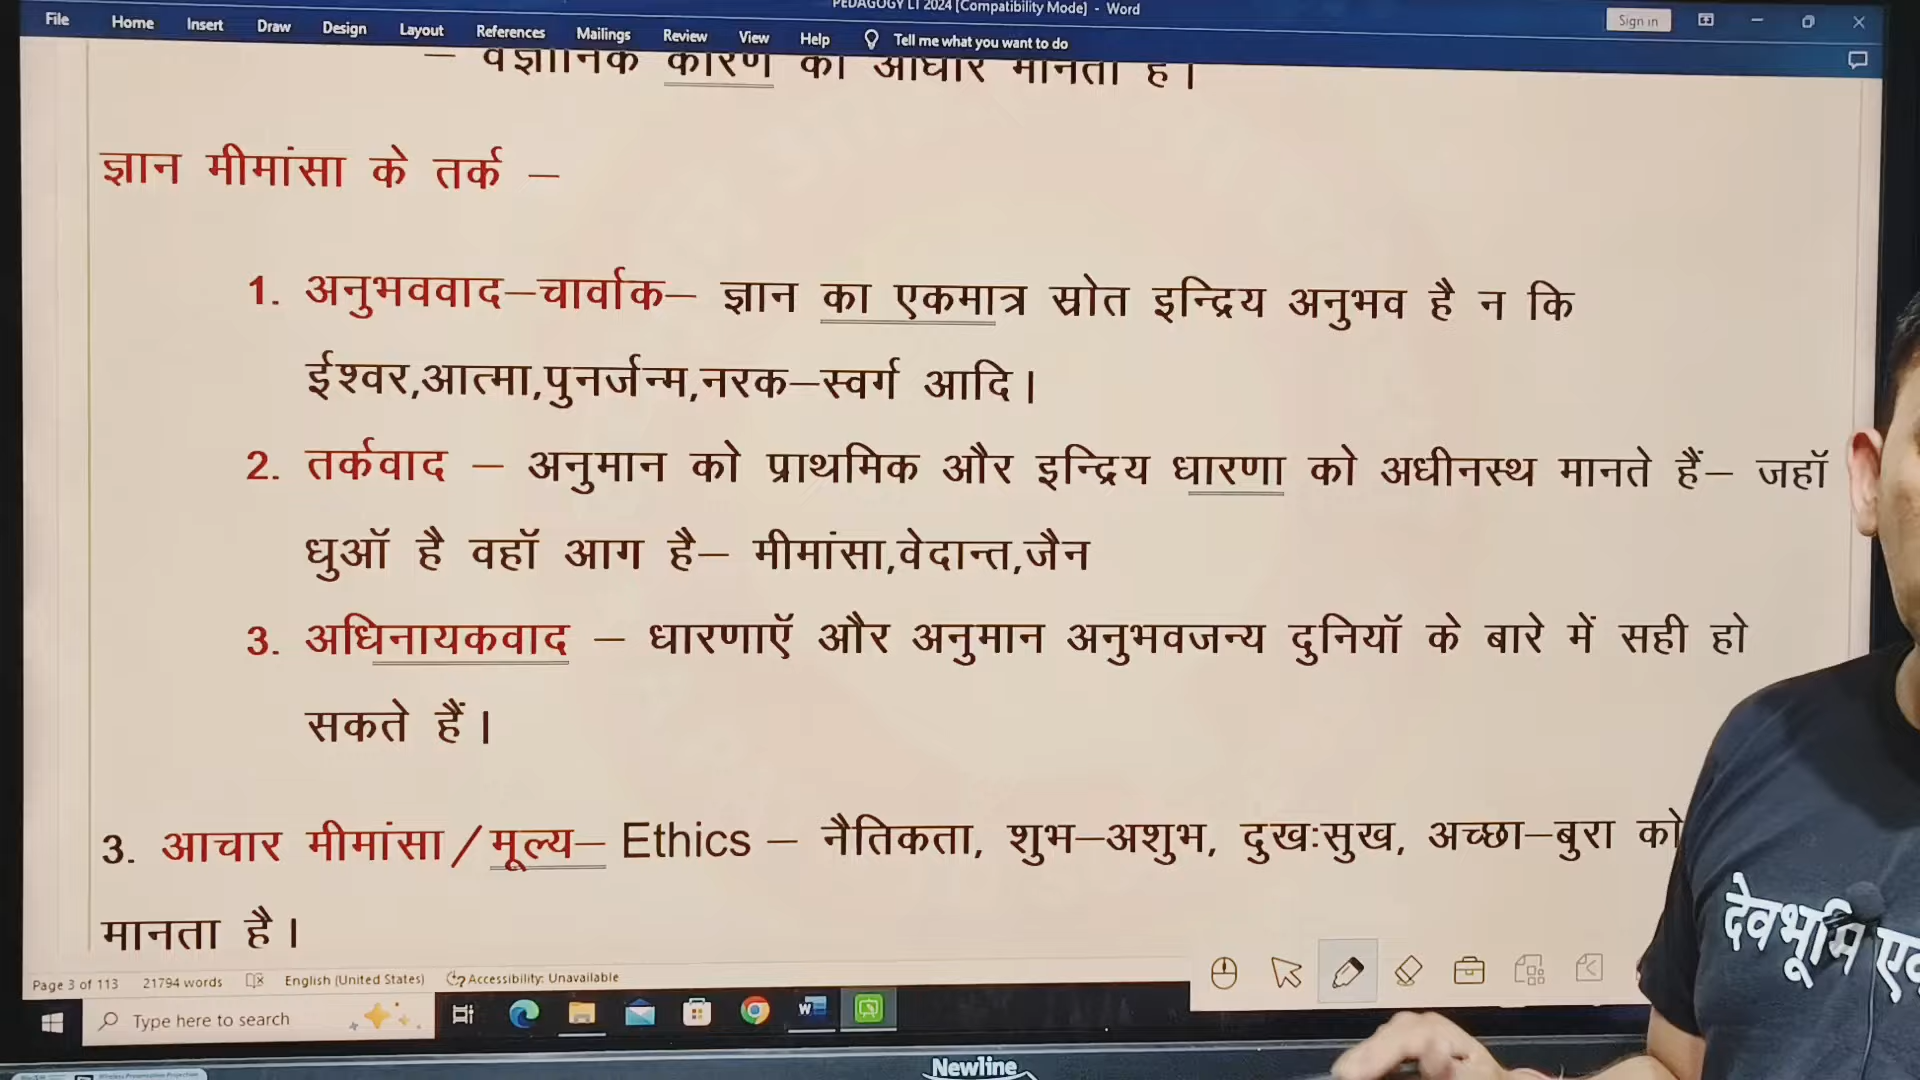 PEDAGOGY LT 2024 [Compatibility Mode] - Word
Sign in
File Home Insert Draw Design Layout References Mailings Review View Help Tell me what you want to do
– वैज्ञानिक कारण को आधार मानता है।
ज्ञान मीमांसा के तर्क –
1. अनुभववाद–चार्वाक– ज्ञान का एकमात्र स्रोत इन्द्रिय अनुभव है न कि
ईश्वर,आत्मा,पुनर्जन्म,नरक–स्वर्ग आदि।
2. तर्कवाद – अनुमान को प्राथमिक और इन्द्रिय धारणा को अधीनस्थ मानते हैं– जहॉ
धुऑ है वहॉ आग है– मीमांसा,वेदान्त,जैन
3. अधिनायकवाद – धारणाऍ और अनुमान अनुभवजन्य दुनियॉ के बारे में सही हो
सकते हैं।
3. आचार मीमांसा/मूल्य– Ethics – नैतिकता, शुभ–अशुभ, दुखःसुख, अच्छा–बुरा को
मानता है।
देवभूमि
Page 3 of 113 21794 words English (United States) Accessibility: Unavailable
Type here to search
Newline